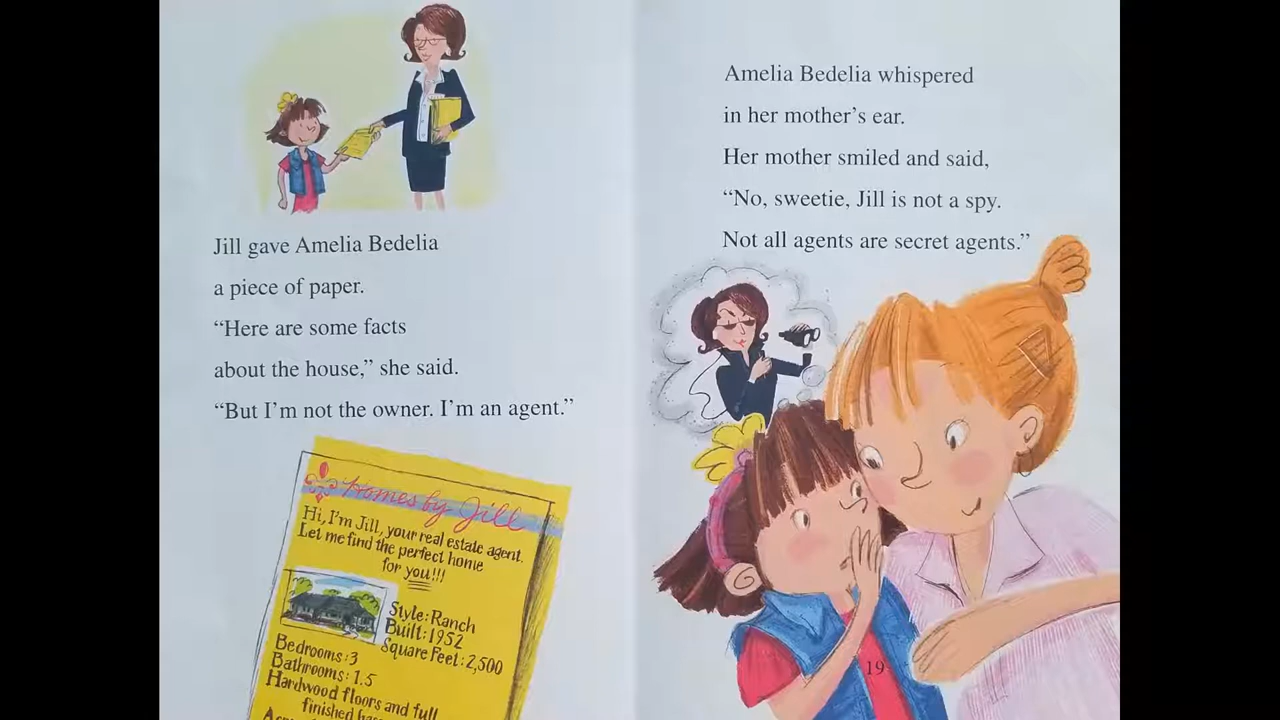 Jill gave Amelia Bedelia
a piece of paper.
“Here are some facts
about the house,” she said.
“But I’m not the owner. I’m an agent.”
Homes by Jill
Hi, I’m Jill, your real estate agent.
Let me find the perfect home
for you!!!
Style: Ranch
Built: 1952
Square Feet: 2,500
Bedrooms: 3
Bathrooms: 1.5
Hardwood floors and full
finished
Amelia Bedelia whispered
in her mother’s ear.
Her mother smiled and said,
“No, sweetie, Jill is not a spy.
Not all agents are secret agents.”
19